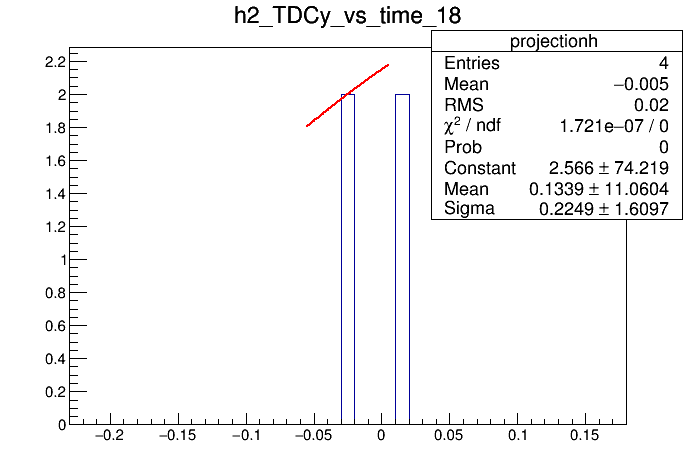 h2_TDCy_vs_time_18
projectionh
Entries 4
Mean −0.005
RMS 0.02
χ² / ndf 1.721e−07 / 0
Prob 0
Constant 2.566 ± 74.219
Mean 0.1339 ± 11.0604
Sigma 0.2249 ± 1.6097
2.2
2
1.8
1.6
1.4
1.2
1
0.8
0.6
0.4
0.2
0
−0.2 −0.15 −0.1 −0.05 0 0.05 0.1 0.15